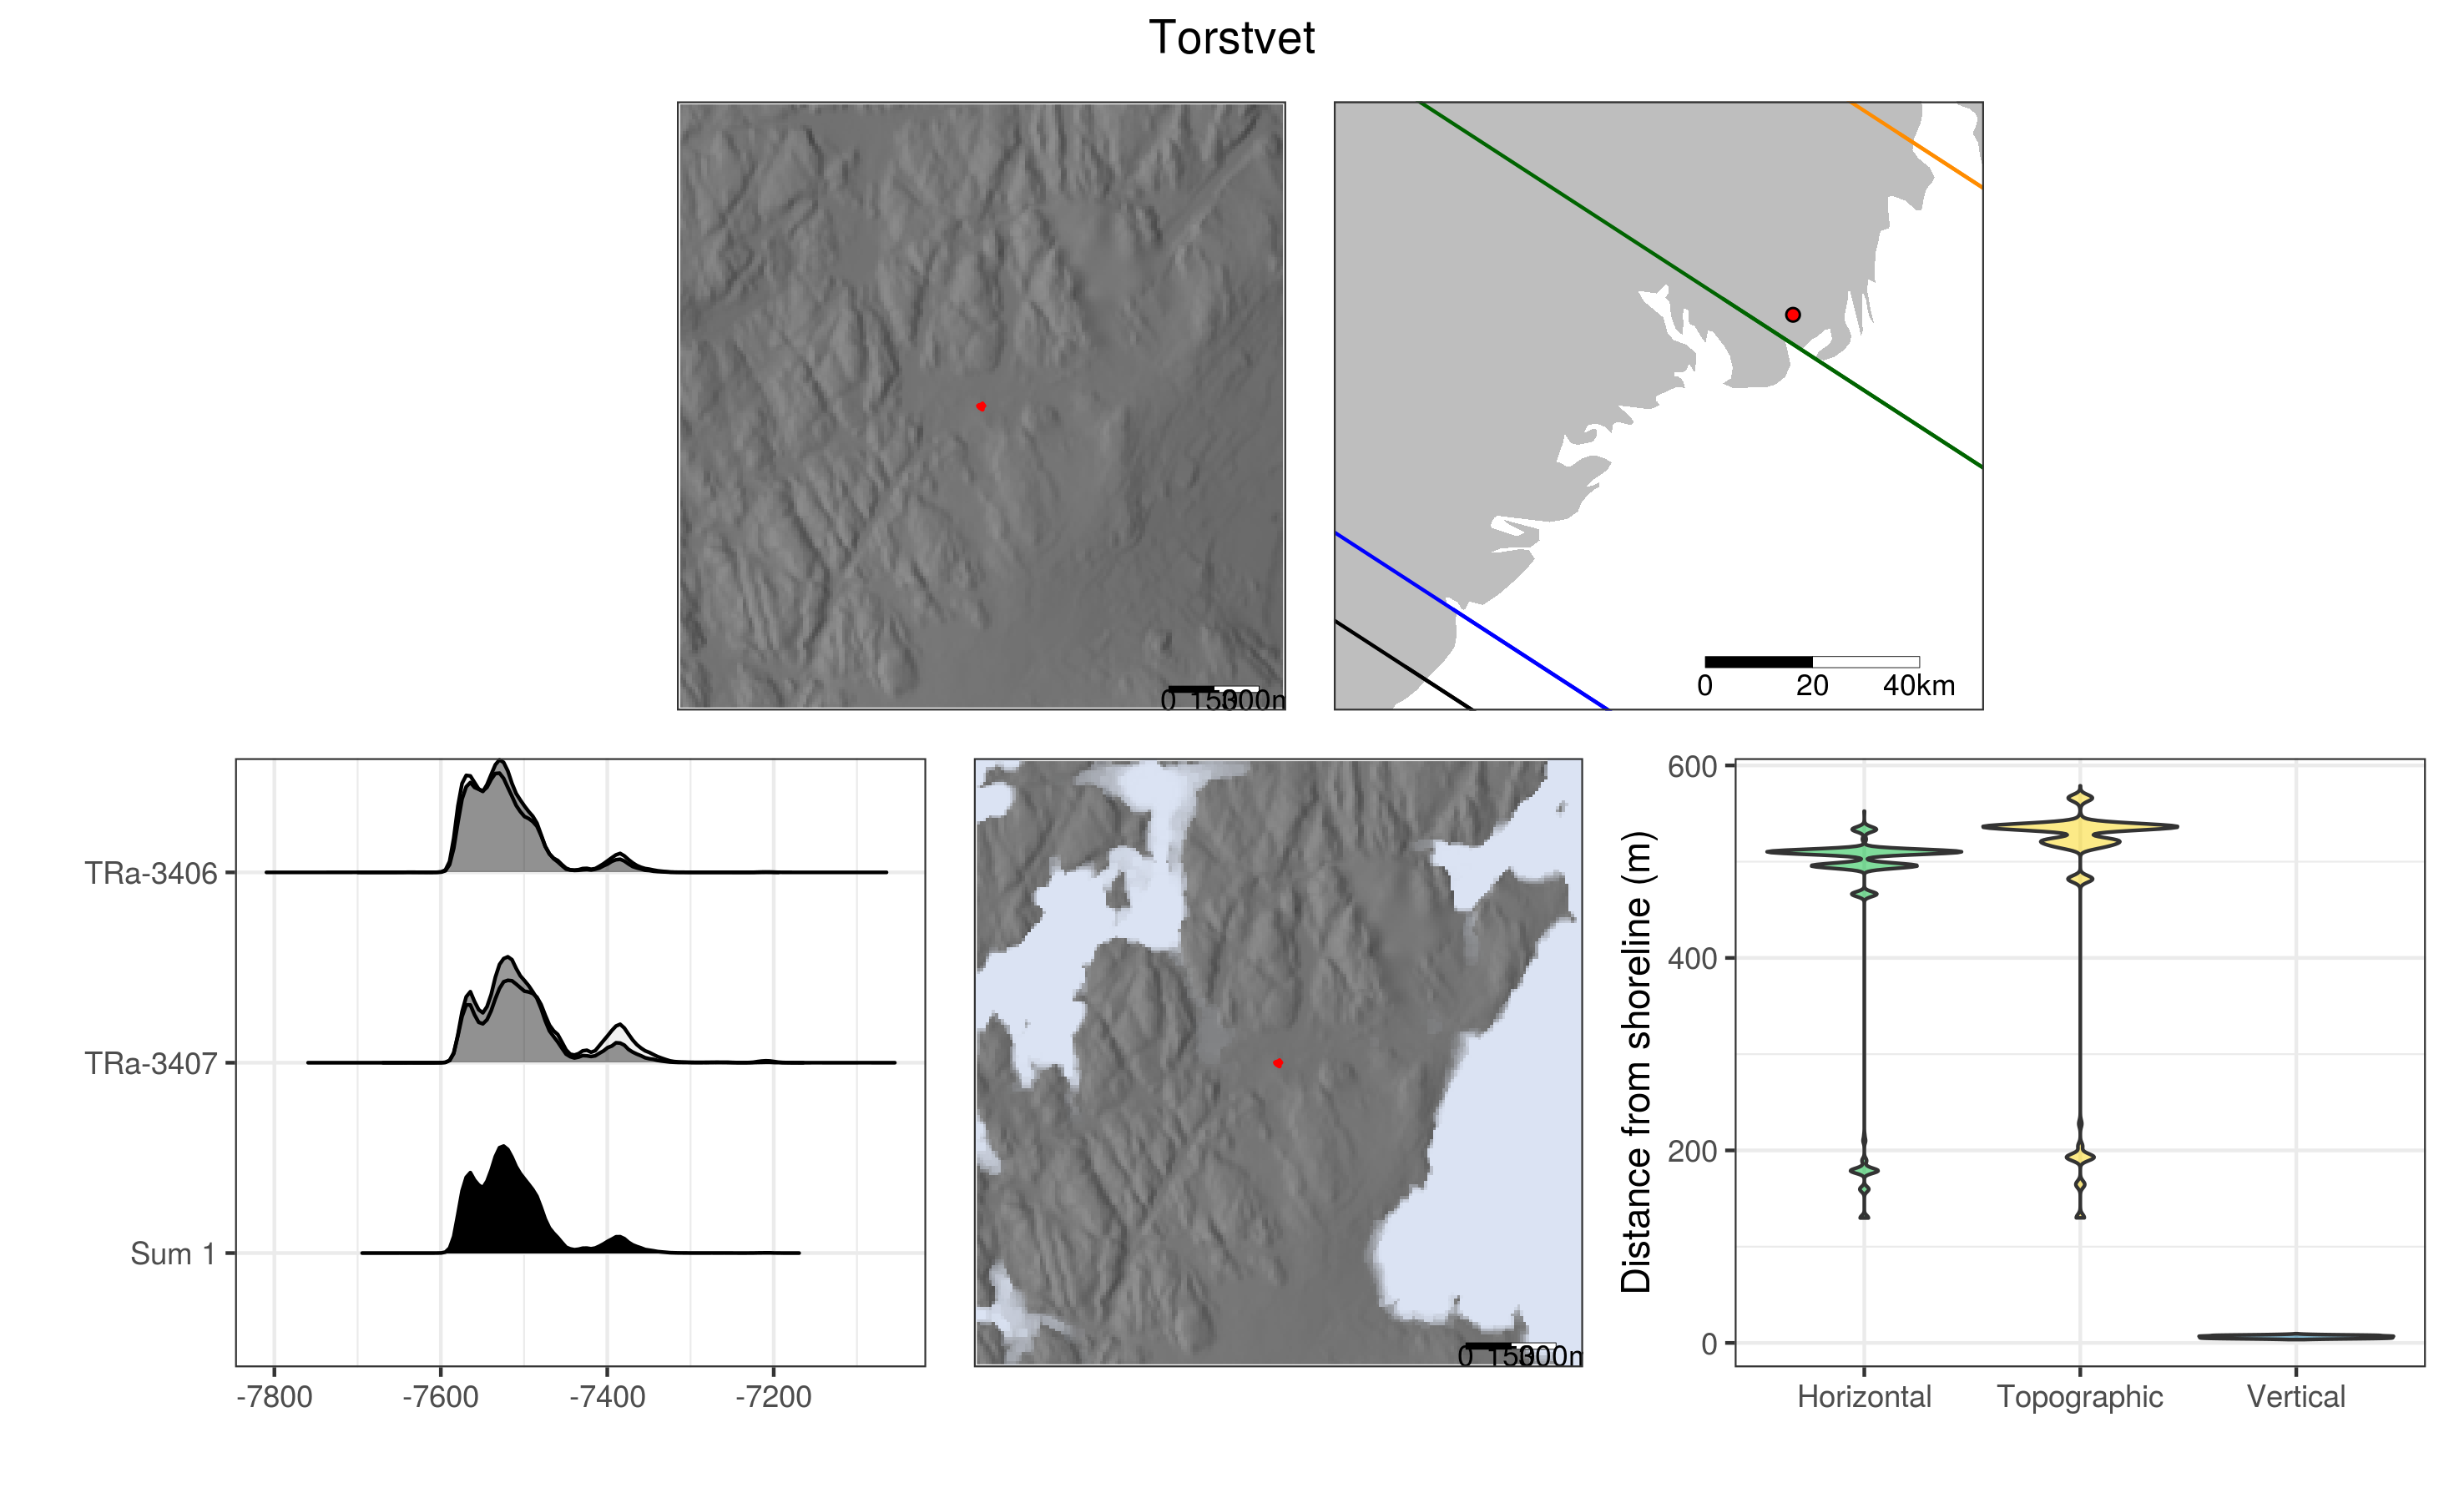 Torstvet
0 20 40km
TRa-3406
TRa-3407
Sum 1
-7800 -7600 -7400 -7200
Distance from shoreline (m)
600
400
200
0
Horizontal Topographic Vertical